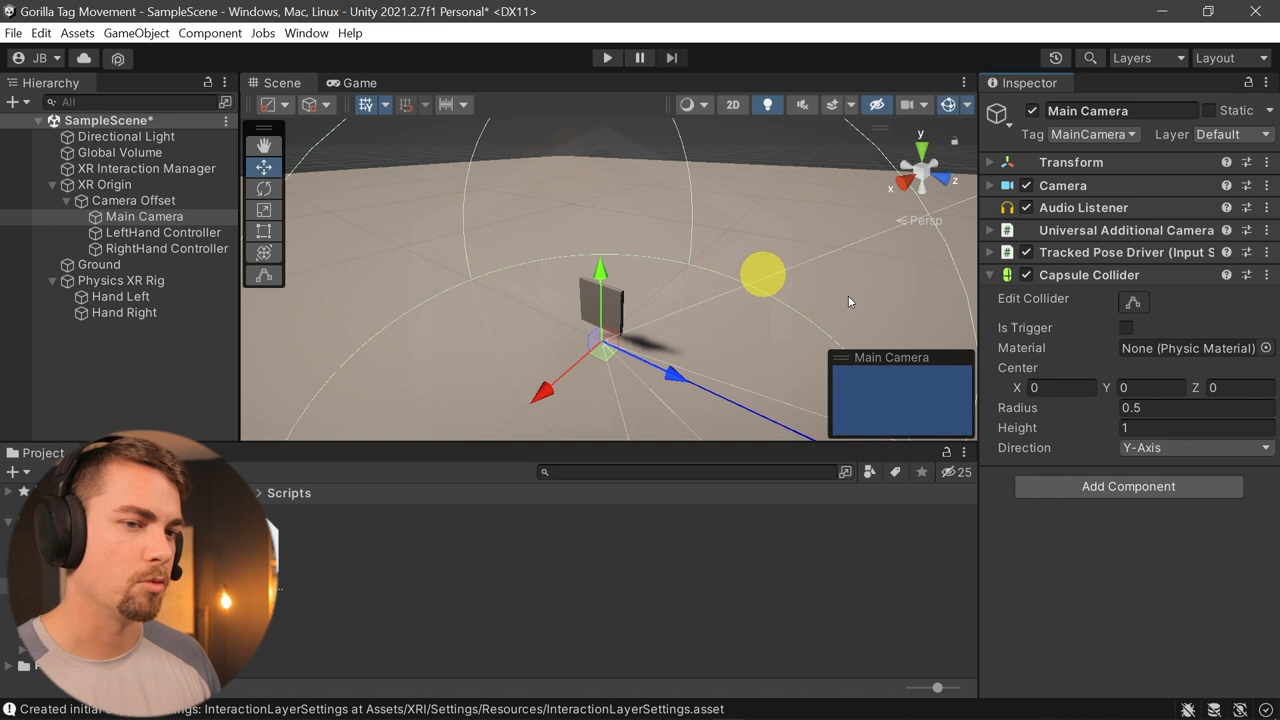 Gorilla Tag Movement - SampleScene - Windows, Mac, Linux - Unity 2021.2.7f1 Personal* <DX11>
File Edit Assets GameObject Component Jobs Window Help
JB Layers Layout
Hierarchy
All
SampleScene*
Directional Light
Global Volume
XR Interaction Manager
XR Origin
Camera Offset
Main Camera
LeftHand Controller
RightHand Controller
Ground
Physics XR Rig
Hand Left
Hand Right
Scene Game
2D
y
x
z
Persp
Main Camera
Inspector
Main Camera Static
Tag MainCamera Layer Default
Transform
Camera
Audio Listener
Universal Additional Camera
Tracked Pose Driver (Input S
Capsule Collider
Edit Collider
Is Trigger
Material None (Physic Material)
Center
X 0 Y 0 Z 0
Radius 0.5
Height 1
Direction Y-Axis
Add Component
Project
25
Scripts
Created initial
gs: InteractionLayerSettings at Assets/XRI/Settings/Resources/InteractionLayerSettings.asset